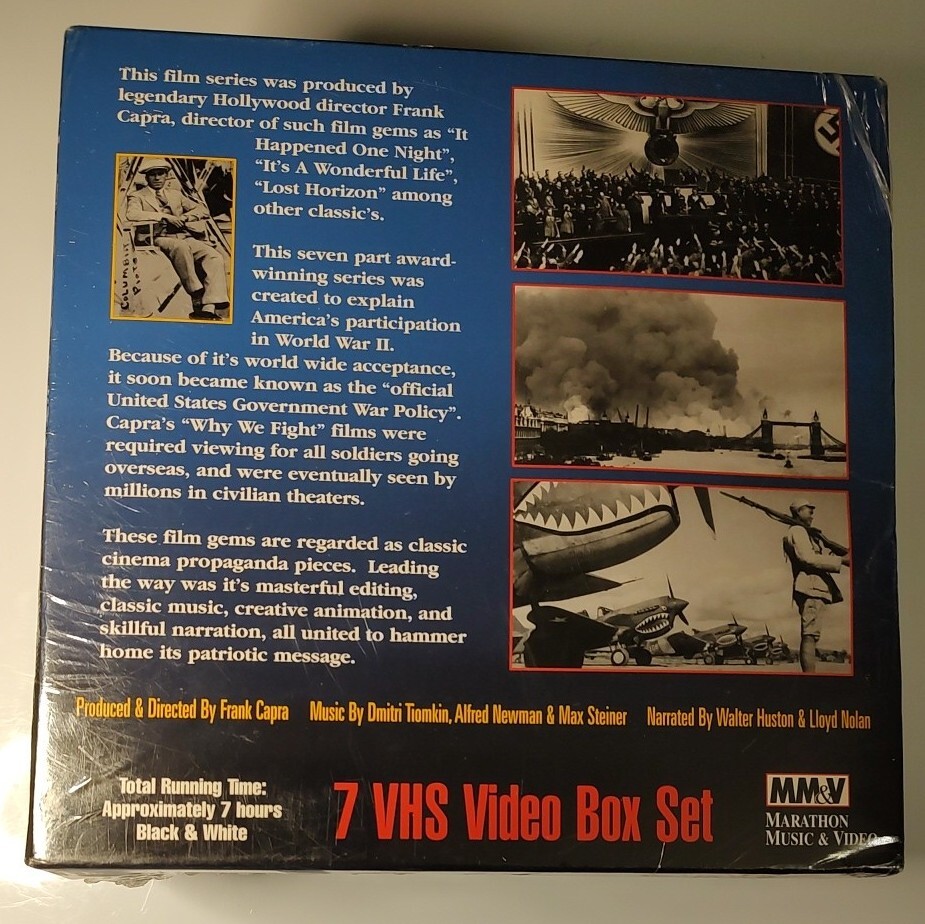 This film series was produced by
legendary Hollywood director Frank
Capra, director of such film gems as “It
Happened One Night”,
“It’s A Wonderful Life”,
“Lost Horizon” among
other classic’s.
COLUMBIA
This seven part award-
winning series was
created to explain
America’s participation
in World War II.
Because of it’s world wide acceptance,
it soon became known as the “official
United States Government War Policy”.
Capra’s “Why We Fight” films were
required viewing for all soldiers going
overseas, and were eventually seen by
millions in civilian theaters.
These film gems are regarded as classic
cinema propaganda pieces. Leading
the way was it’s masterful editing,
classic music, creative animation, and
skillful narration, all united to hammer
home its patriotic message.
Produced & Directed By Frank Capra Music By Dmitri Tiomkin, Alfred Newman & Max Steiner Narrated By Walter Huston & Lloyd Nolan
Total Running Time:
Approximately 7 hours
Black & White
7 VHS Video Box Set
MM&V
MARATHON
MUSIC & VIDEO